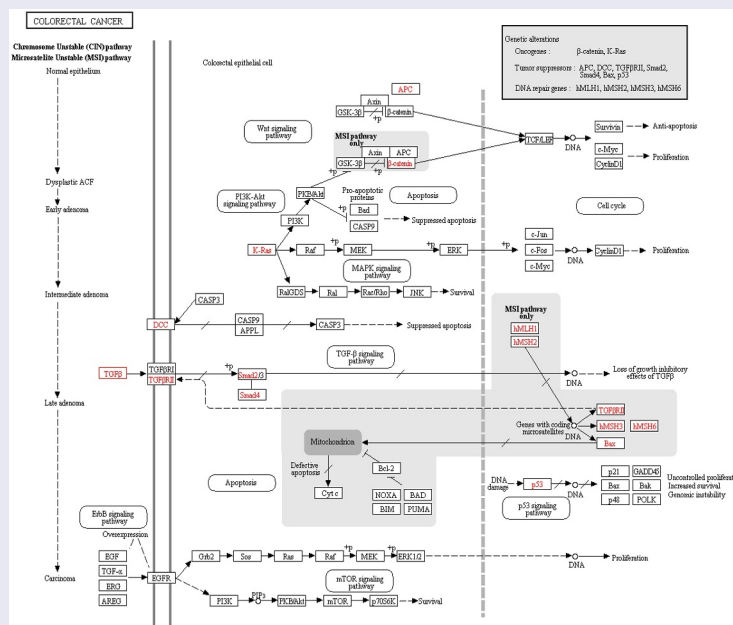 COLORECTAL CANCER
Chromosome Unstable (CIN) pathway
Microsatelite Unstable (MSI) pathway
Normal epithelium
Dysplastic ACF
Early adenoma
Intermediate adenoma
Late adenoma
Carcinoma
Colorectal epithelial cell
Genetic alterations
Oncogenes : β-catenin, K-Ras
Tumor suppressors : APC, DCC, TGFβRII, Smad2,
Smad4, Bax, p53
DNA repair genes : hMLH1, hMSH2, hMSH3, hMSH6
APC
Axin
GSK-3β
+p
β-catenin
Wnt signaling
pathway
MSI pathway
only
Axin
APC
GSK-3β
+p
β-catenin
TCF/LEF
DNA
Survivin
c-Myc
CyclinD1
Anti-apoptosis
Proliferation
PI3K-Akt
signaling pathway
+p
PKB/Akt
PI3K
Pro-apoptotic
proteins
+p
Bad
CASP9
Suppressed apoptosis
Apoptosis
Cell cycle
K-Ras
Raf
+p
MEK
+p
ERK
+p
c-Jun
c-Fos
c-Myc
DNA
CyclinD1
Proliferation
MAPK signaling
pathway
RalGDS
Ral
Rac/Rho
JNK
Survival
CASP3
DCC
CASP9
APPL
CASP3
Suppressed apoptosis
MSI pathway
only
hMLH1
hMSH2
TGF-β signaling
pathway
TGFβ
TGFβRI
TGFβRII
+p
Smad2/3
Smad4
DNA
Loss of growth inhibitory
effects of TGFβ
TGFβRII
Genes with coding
microsatellites
DNA
hMSH3
hMSH6
Bax
Mitochondrion
Defective
apoptosis
Bcl-2
Cyt c
NOXA
BAD
BIM
PUMA
Apoptosis
DNA
damage
p53
DNA
p53 signaling
pathway
p21
GADD45
Bax
Bak
p48
POLK
Uncontrolled proliferat
Increased survival
Genomic instability
ErbB signaling
pathway
Overexpression
EGF
TGF-α
ERG
AREG
EGFR
Grb2
Sos
Ras
Raf
+p
MEK
+p
ERK1/2
DNA
Proliferation
mTOR signaling
pathway
PI3K
PIP3
PKB/Akt
mTOR
p70S6K
Survival